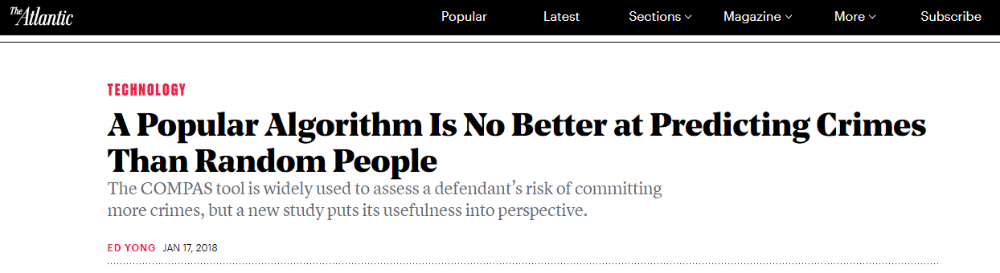 The Atlantic Popular Latest Sections Magazine More Subscribe
TECHNOLOGY
A Popular Algorithm Is No Better at Predicting Crimes
Than Random People
The COMPAS tool is widely used to assess a defendant’s risk of committing
more crimes, but a new study puts its usefulness into perspective.
ED YONG JAN 17, 2018